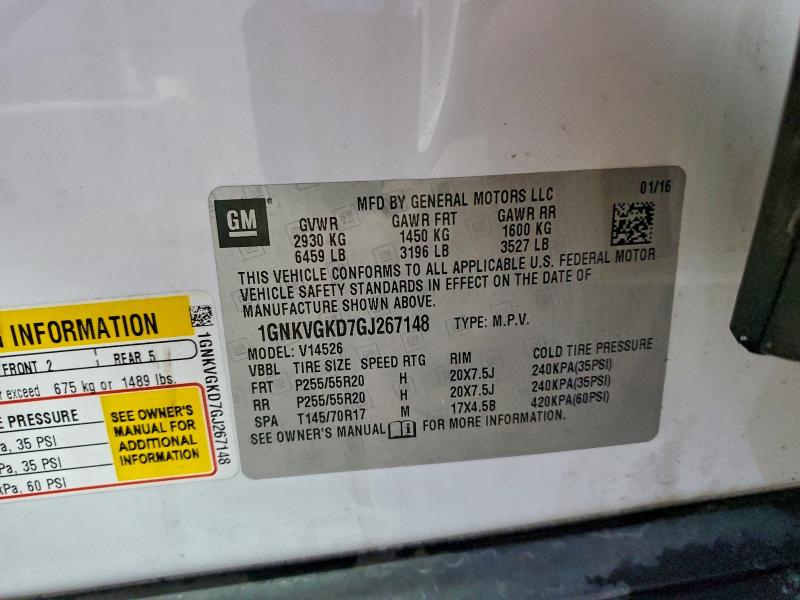 GM
MFD BY GENERAL MOTORS LLC
01/16
GVWR GAWR FRT GAWR RR
2930 KG 1450 KG 1600 KG
6459 LB 3196 LB 3527 LB
THIS VEHICLE CONFORMS TO ALL APPLICABLE U.S. FEDERAL MOTOR
VEHICLE SAFETY STANDARDS IN EFFECT ON THE DATE OF
MANUFACTURE SHOWN ABOVE.
1GNKVGKD7GJ267148 TYPE: M.P.V.
MODEL: V14526
VBBL TIRE SIZE SPEED RTG RIM COLD TIRE PRESSURE
FRT P255/55R20 H 20X7.5J 240KPA(35PSI)
RR P255/55R20 H 20X7.5J 240KPA(35PSI)
SPA T145/70R17 M 17X4.5B 420KPA(60PSI)
SEE OWNER'S MANUAL i FOR MORE INFORMATION.
INFORMATION
FRONT 2 REAR 5
exceed 675 kg or 1489 lbs.
PRESSURE
35 PSI
35 PSI
kPa, 60 PSI
SEE OWNER'S
MANUAL FOR
ADDITIONAL
INFORMATION
1GNKVGKD7GJ267148